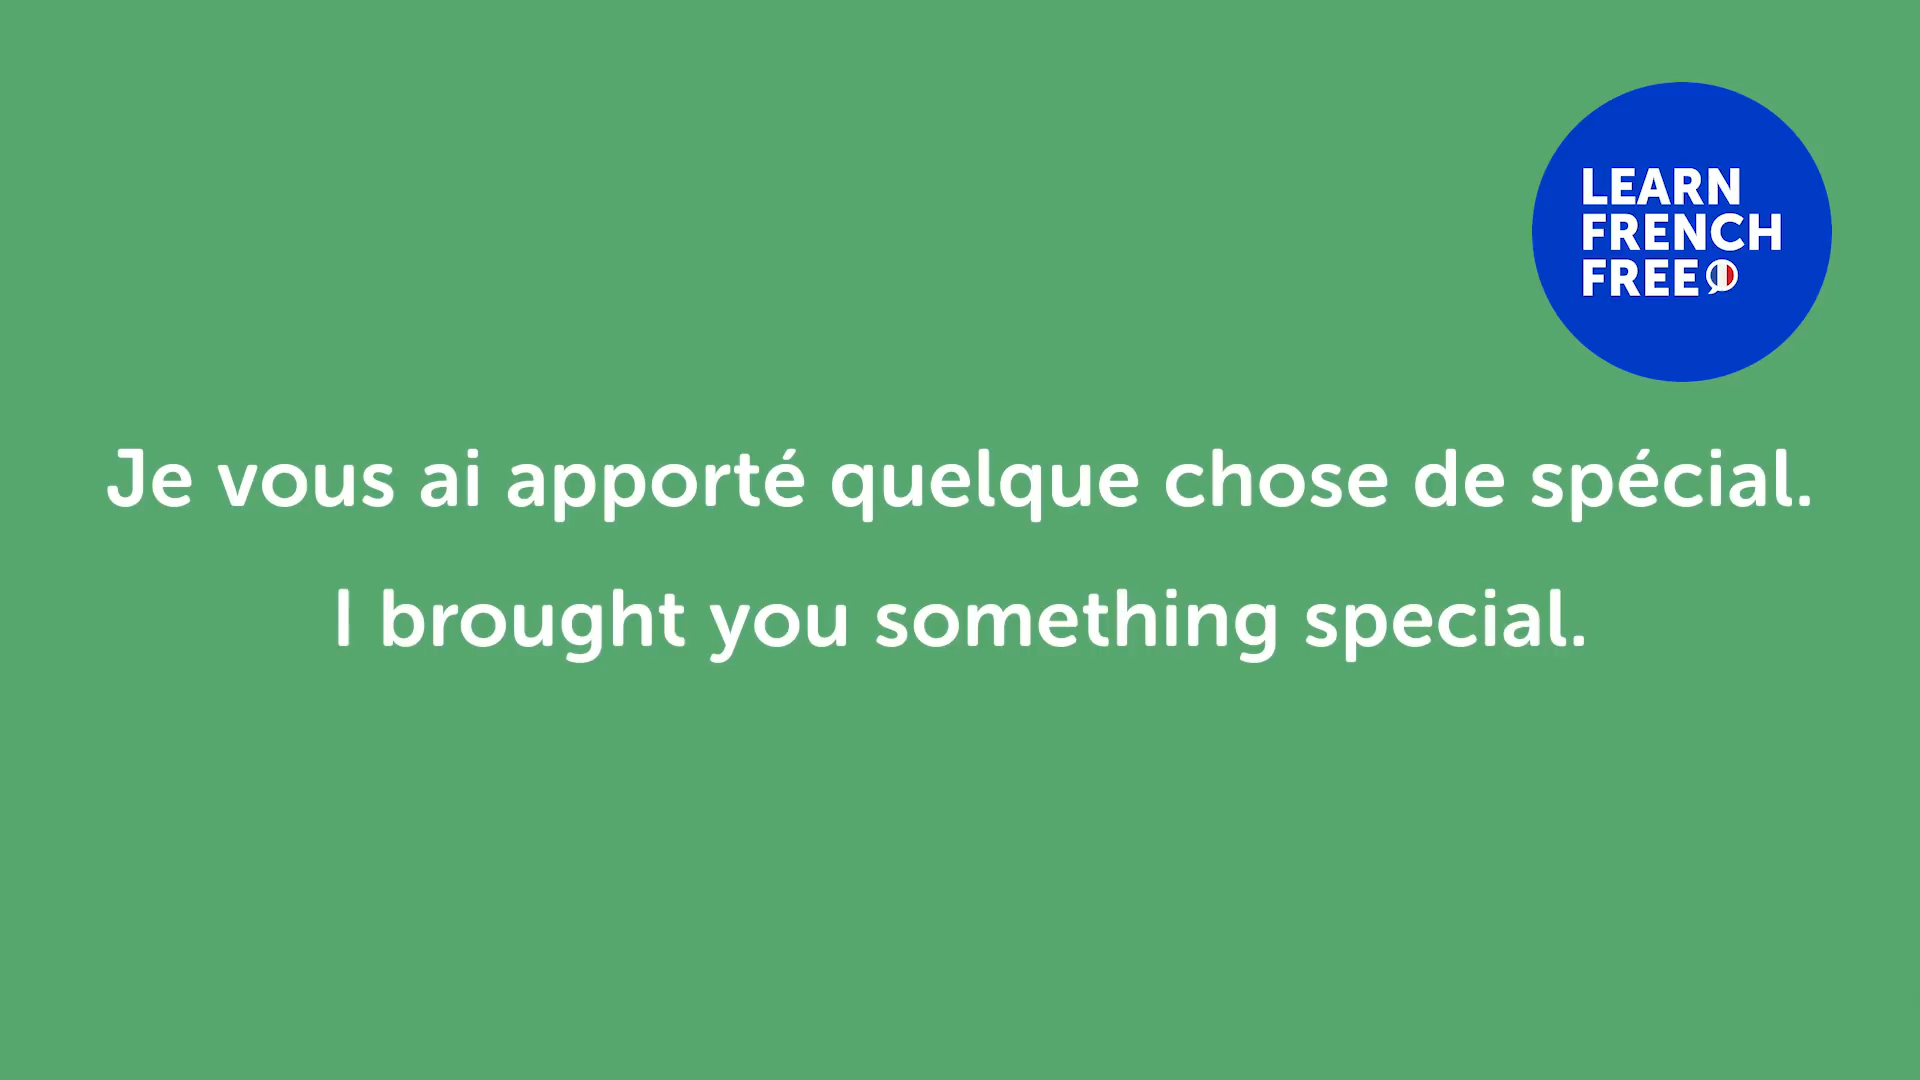 LEARN
FRENCH
FREE
Je vous ai apporté quelque chose de spécial.
I brought you something special.